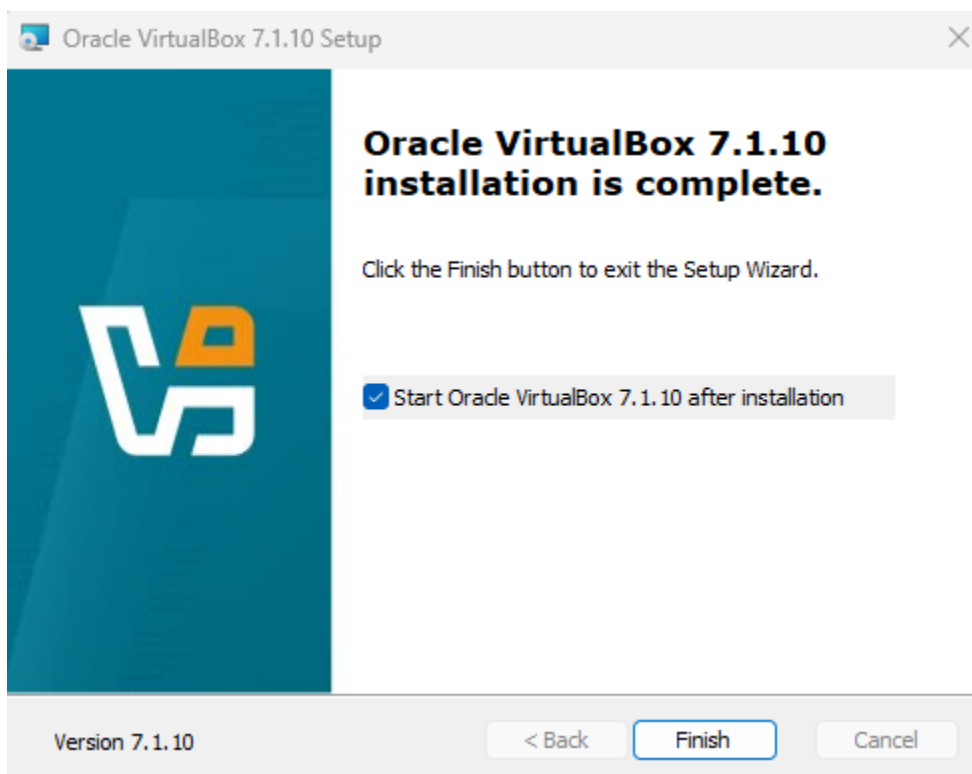 Oracle VirtualBox 7.1.10 Setup
Oracle VirtualBox 7.1.10
installation is complete.
Click the Finish button to exit the Setup Wizard.
Start Oracle VirtualBox 7.1.10 after installation
Version 7.1.10
< Back
Finish
Cancel